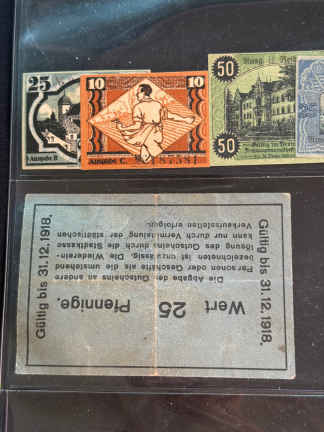 25
Ausgabe B
10
10
Ausgabe C.
50
50
Gültig bis 31.12.1918.
Die Abgabe des Gutscheins an andere
Personen oder Geschäfte als die umstehend
bezeichneten ist unzulässig. Die Wiederein-
lösung des Gutscheins durch die Stadtkasse
kann nur durch Vermittlung der städtischen
Verkaufsstellen erfolgen.
Wert 25 Pfennige.
Gültig bis 31.12.1918.